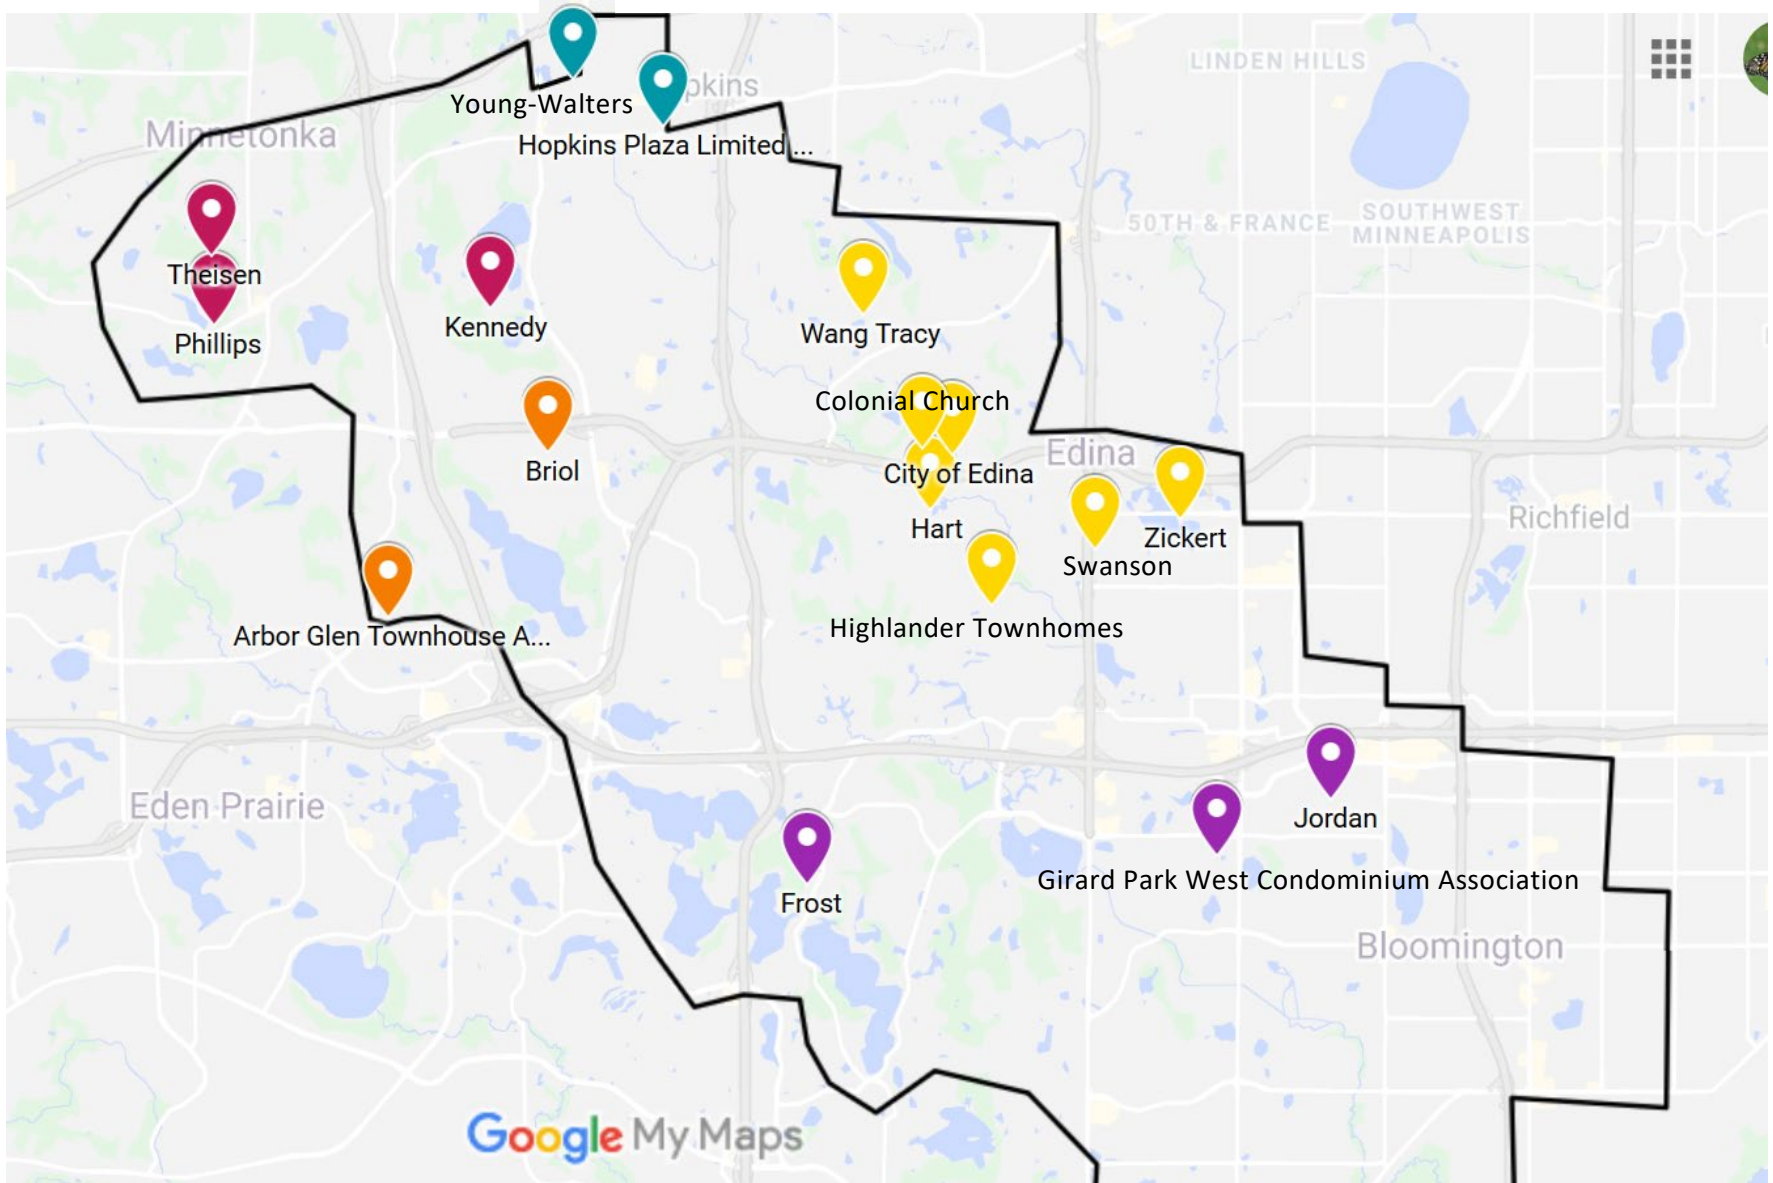 LINDEN HILLS
pkins
Young-Walters
Minnetonka
Hopkins Plaza Limited ...
50TH & FRANCE
SOUTHWEST
MINNEAPOLIS
Theisen
Kennedy
Wang Tracy
Phillips
Colonial Church
Edina
Briol
City of Edina
Richfield
Hart
Zickert
Swanson
Highlander Townhomes
Arbor Glen Townhouse A...
Eden Prairie
Jordan
Girard Park West Condominium Association
Frost
Bloomington
Google My Maps